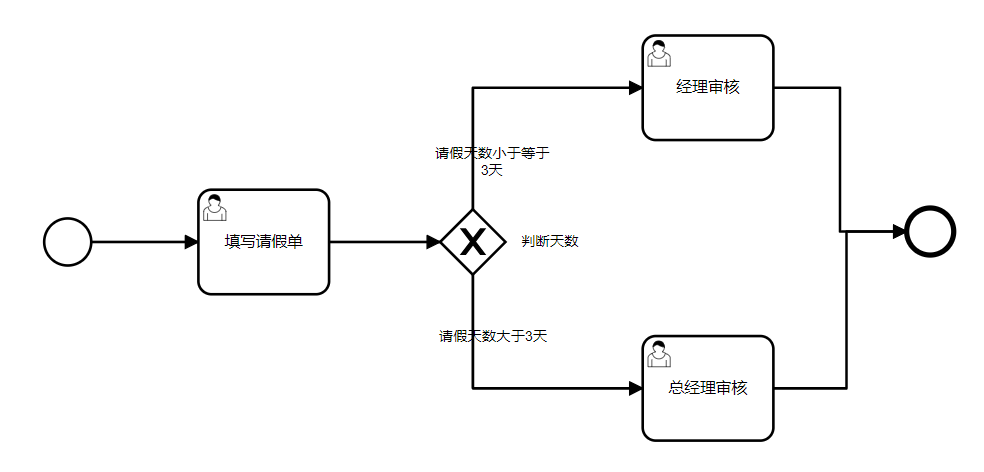 经理审核
请假天数小于等于
3天
填写请假单
判断天数
请假天数大于3天
总经理审核